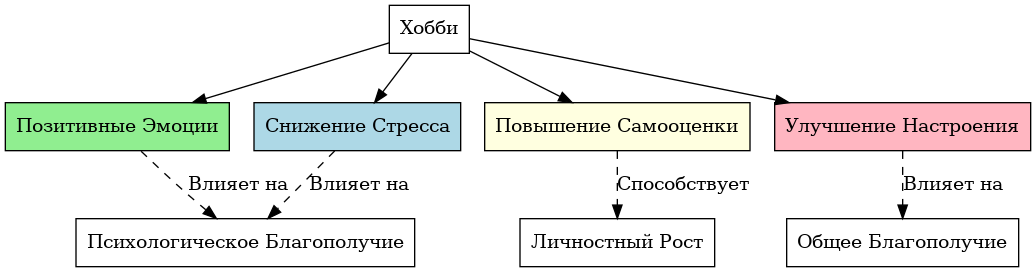 Хобби
Позитивные Эмоции
Снижение Стресса
Повышение Самооценки
Улучшение Настроения
Влияет на
Влияет на
Способствует
Влияет на
Психологическое Благополучие
Личностный Рост
Общее Благополучие